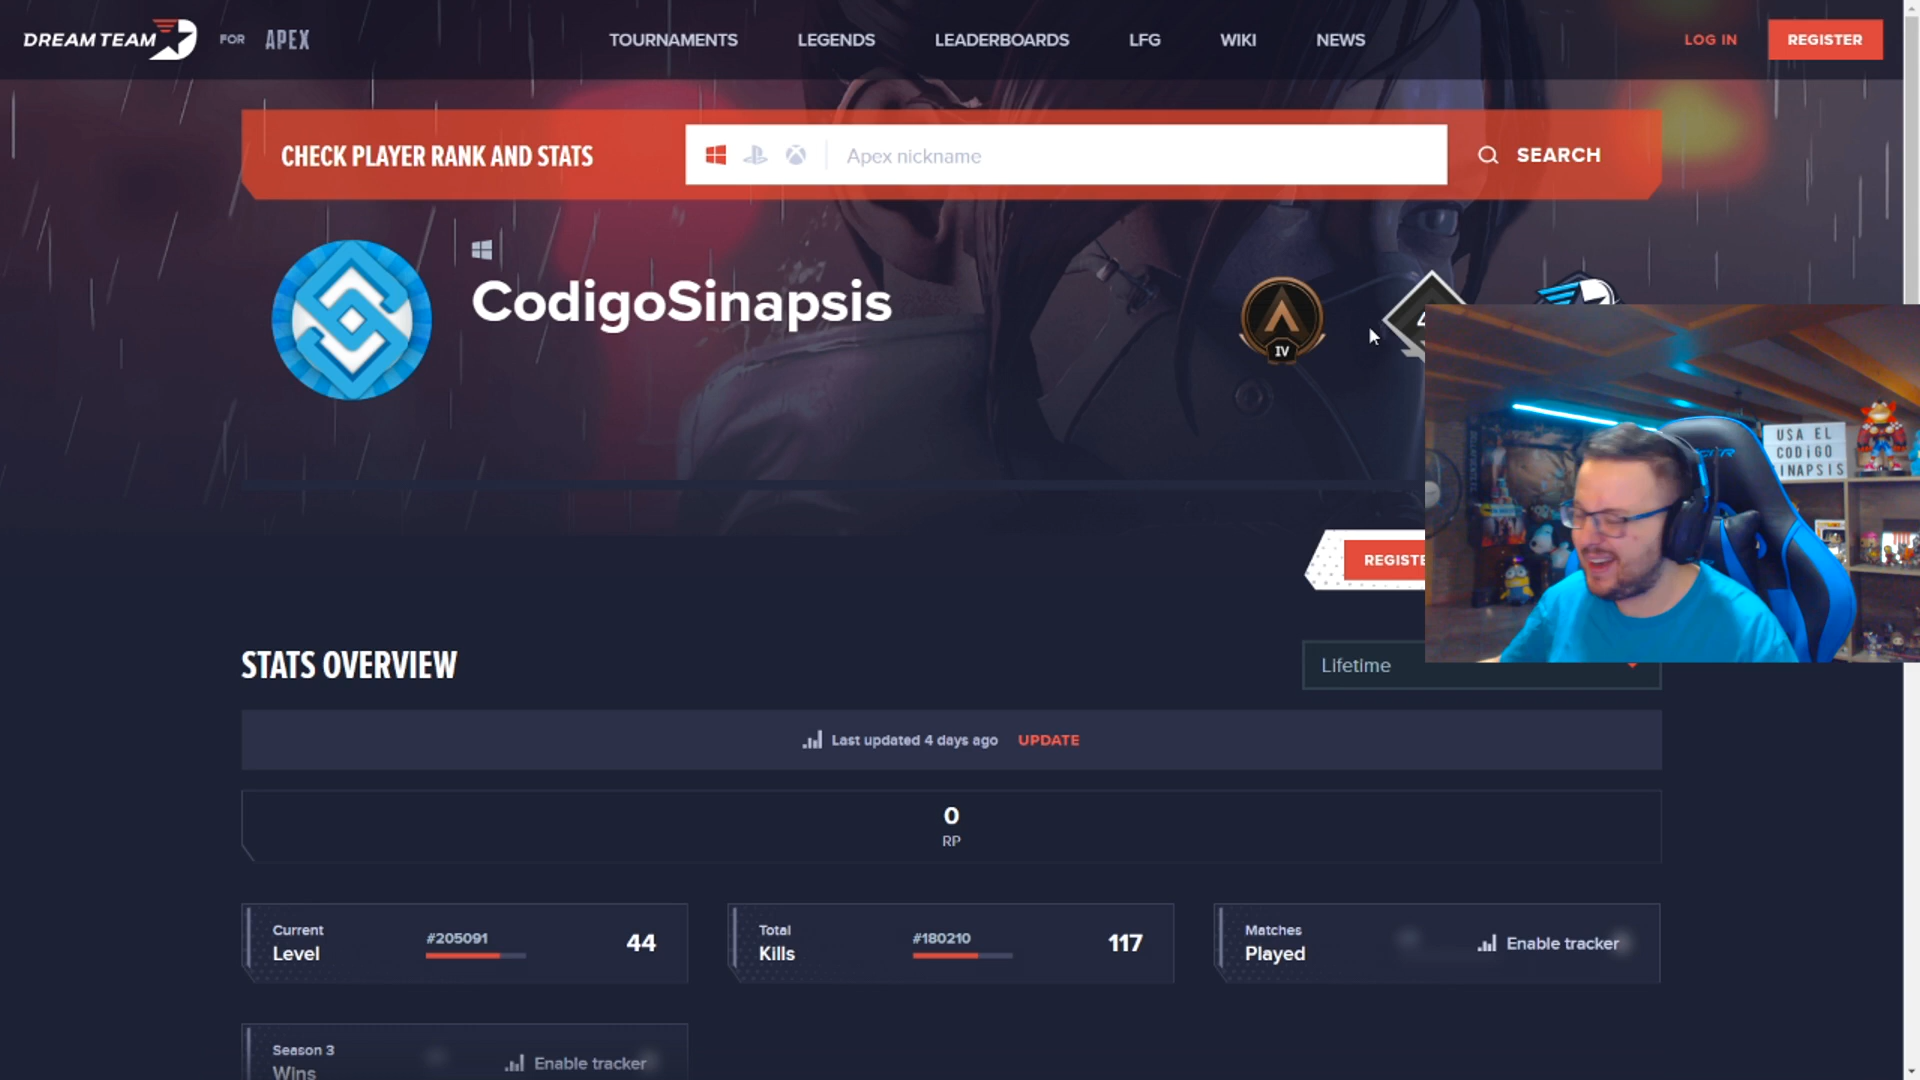 DREAM TEAM FOR APEX
TOURNAMENTS LEGENDS LEADERBOARDS LFG WIKI NEWS
LOG IN REGISTER
CHECK PLAYER RANK AND STATS
Apex nickname
SEARCH
CodigoSinapsis
IV
USA EL
CODIGO
INAPSIS
REGISTE
STATS OVERVIEW
Lifetime
Last updated 4 days ago UPDATE
0
RP
Current
Level
#205091
44
Total
Kills
#180210
117
Matches
Played
Enable tracker
Season 3
Wins
Enable tracker